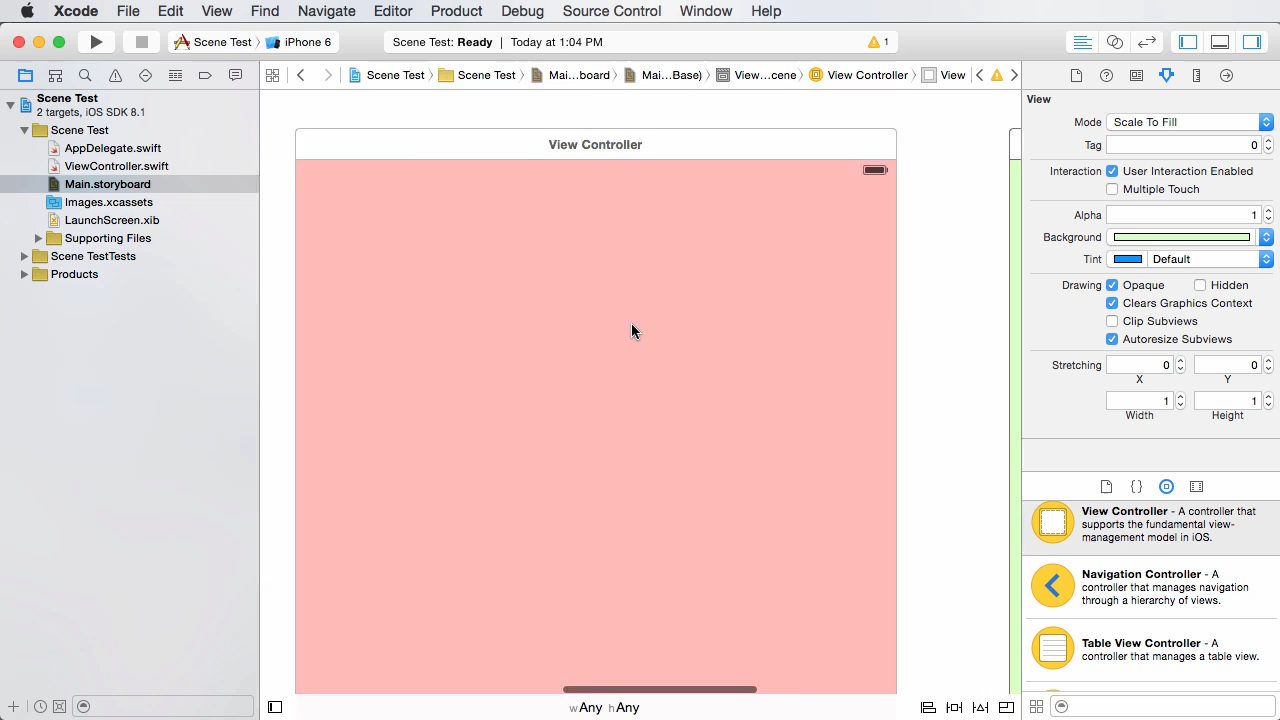 Xcode File Edit View Find Navigate Editor Product Debug Source Control Window Help
Scene Test iPhone 6 Scene Test: Ready | Today at 1:04 PM 1
Scene Test Scene Test Mai...board Mai...Base) View...cene View Controller View
Scene Test
2 targets, iOS SDK 8.1
Scene Test
AppDelegate.swift
ViewController.swift
Main.storyboard
Images.xcassets
LaunchScreen.xib
Supporting Files
Scene TestTests
Products
View Controller
wAny hAny
View
Mode Scale To Fill
Tag 0
Interaction User Interaction Enabled
Multiple Touch
Alpha 1
Background
Tint Default
Drawing Opaque Hidden
Clears Graphics Context
Clip Subviews
Autoresize Subviews
Stretching 0 0
X Y
1 1
Width Height
View Controller - A controller that
supports the fundamental view-
management model in iOS.
Navigation Controller - A
controller that manages navigation
through a hierarchy of views.
Table View Controller - A
controller that manages a table view.